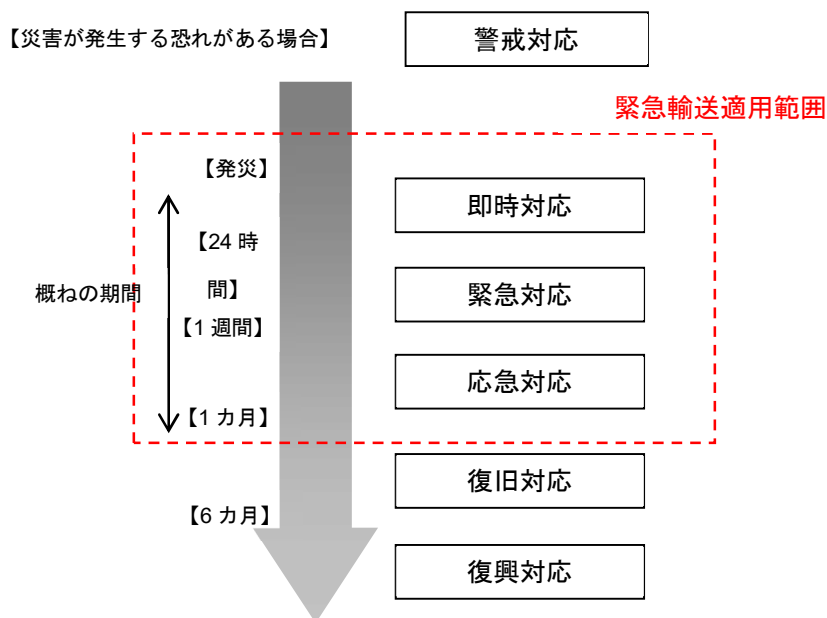 【災害が発生する恐れがある場合】
警戒対応
緊急輸送適用範囲
【発災】
即時対応
【24 時
間】
概ねの期間
緊急対応
【1 週間】
応急対応
【1 カ月】
復旧対応
【6 カ月】
復興対応